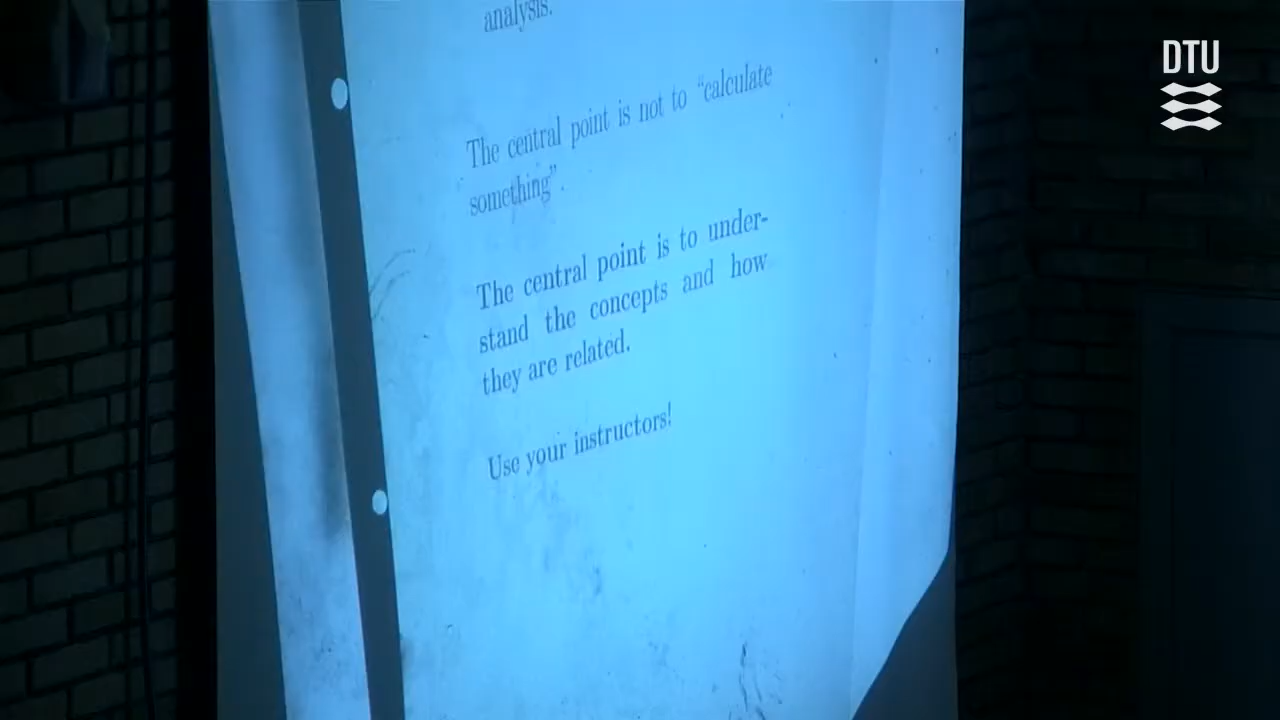 analysis.
The central point is not to “calculate
something”.
The central point is to under-
stand the concepts and how
they are related.
Use your instructors!
DTU